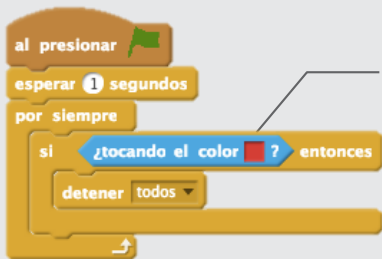 al presionar
esperar 1 segundos
por siempre
si ¿tocando el color ? entonces
detener todos